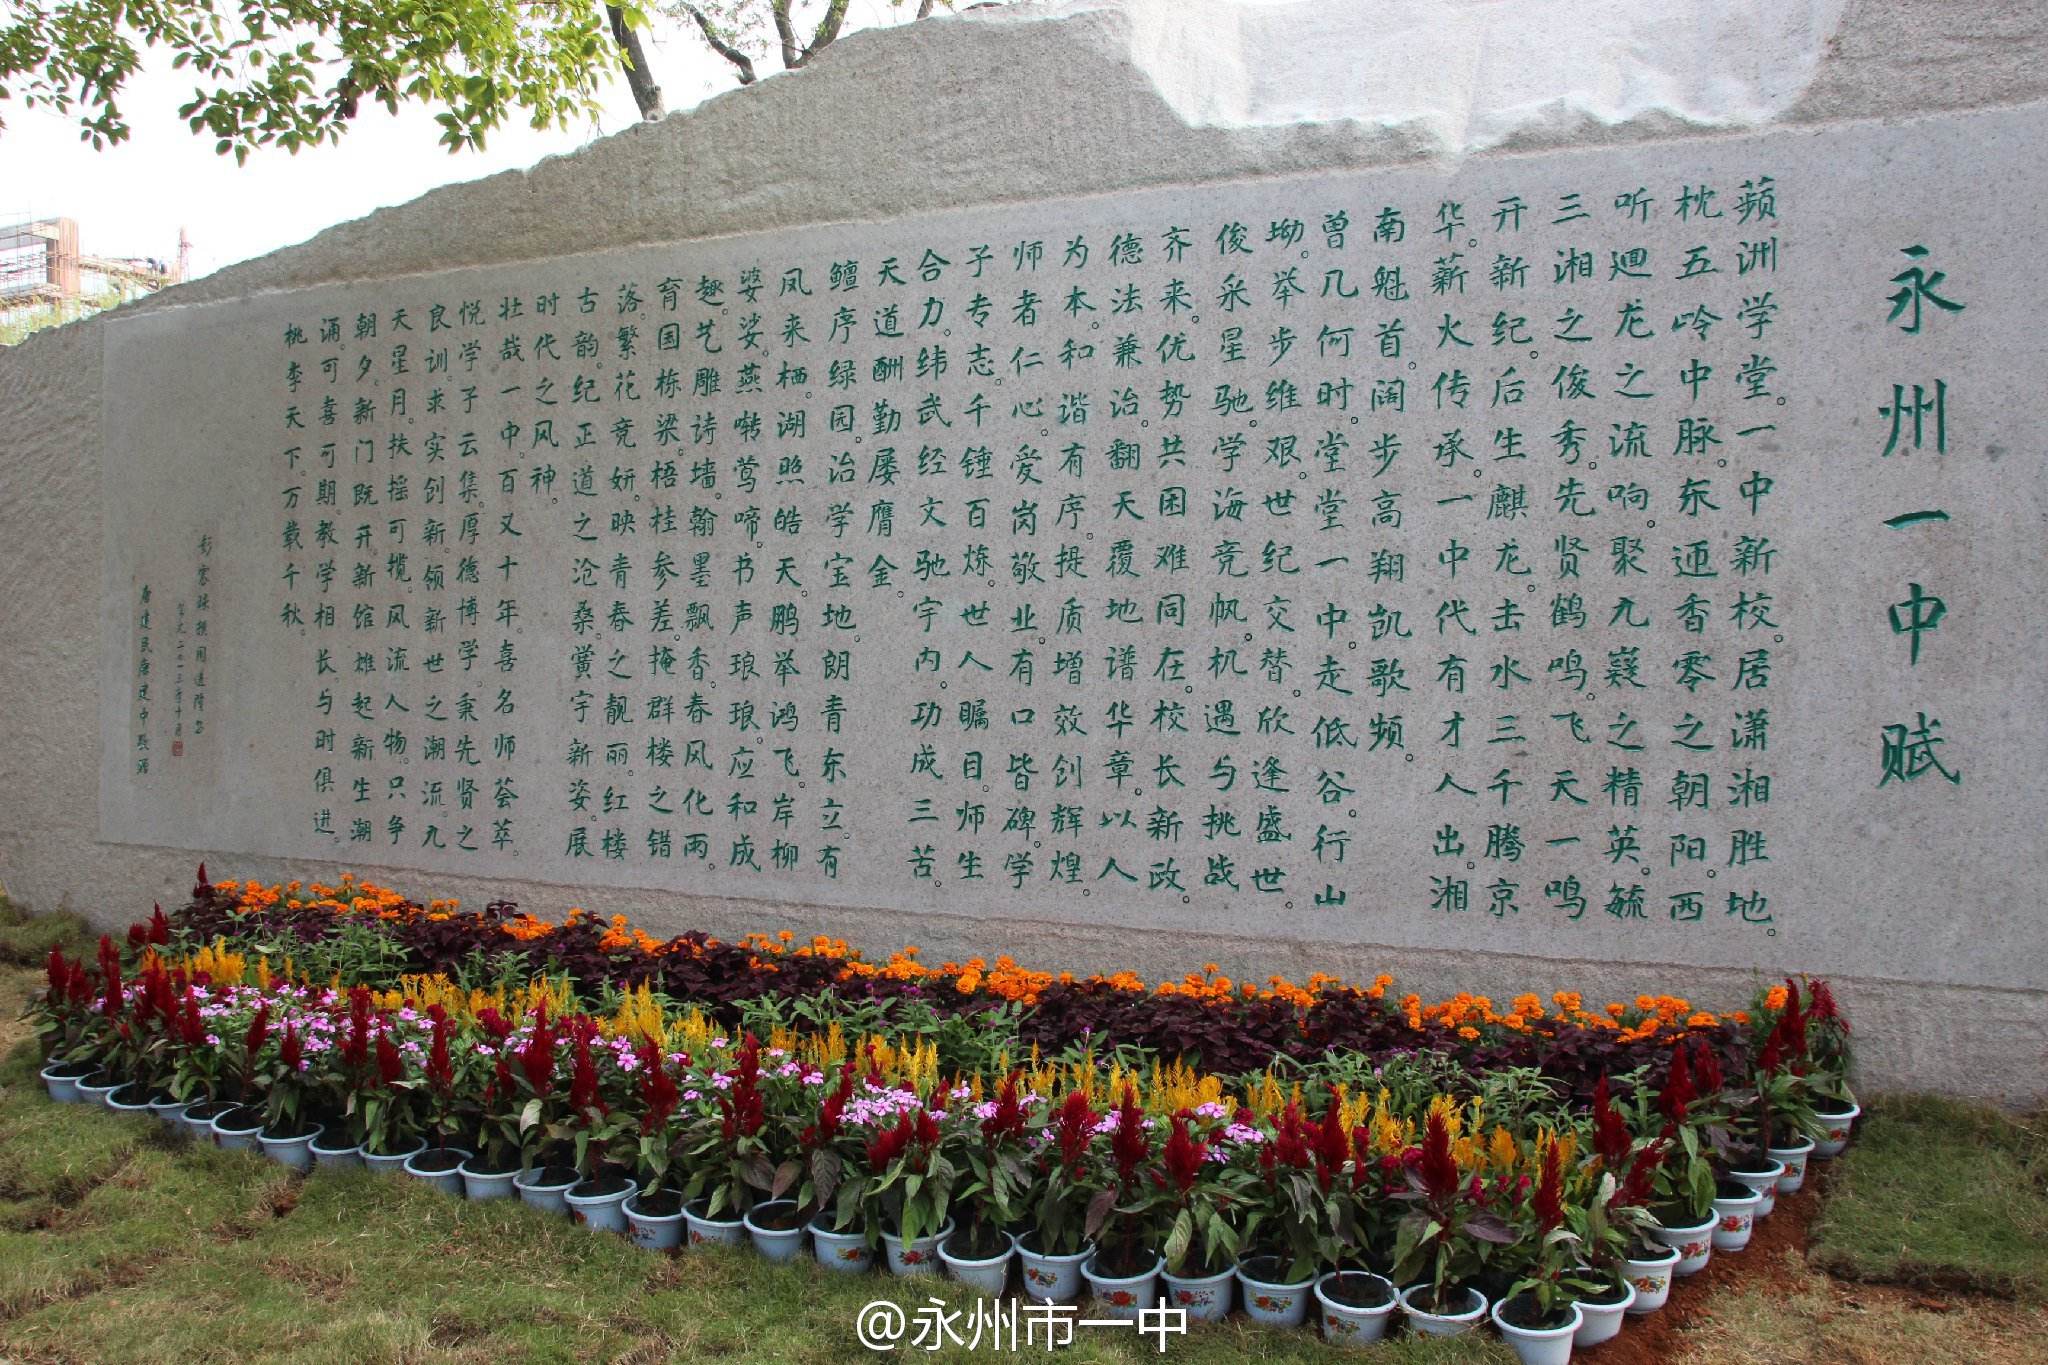 永州一中赋
蘋洲学堂。一中新校。居潇湘胜地。
枕五岭中脉。东迎香零之朝阳。西
听迴龙之流响。聚九嶷之精英。毓
三湘之俊秀。先贤鹤鸣。飞天一鸣
开新纪。后生麒龙。击水三千腾京
华。薪火传承。一中代有才人出。湘
南魁首。阔步高翔凯歌频。
曾几何时。堂堂一中。走低谷。行山
坳。举步维艰。世纪交替。欣逢盛世。
俊采星驰。学海竞帆。机遇与挑战
齐来。优势共困难同在。校长新政。
德法兼治。翻天覆地谱华章。以人
为本。和谐有序。提质增效创辉煌。
师者仁心。爱岗敬业。有口皆碑。学
子专志。千锤百炼。世人瞩目。师生
合力。纬武经文驰宇内。功成三苦。
天道酬勤屡膺金。
鳣序绿园。治学宝地。朗青东立。有
凤来栖。湖照皓天。鹏举鸿飞。岸柳
婆娑。燕啭莺啼。书声琅琅。应和成
趣。艺雕诗墙。翰墨飘香。春风化雨。
育国栋梁。梧桂参差。掩群楼之错
落。繁花竞妍。映青春之靓丽。红楼
古韵。纪正道之沧桑。黉宇新姿。展
时代之风神。
壮哉一中。百又十年。喜名师荟萃。
悦学子云集。厚德博学。秉先贤之
良训。求实创新。领新世之潮流。九
天星月。扶摇可揽。风流人物。只争
朝夕。新门既开。新馆雄起。新生潮
涌。可喜可期。教学相长。与时俱进。
桃李天下。万载千秋。
二〇一三年十月
唐建民唐建中
@永州市一中